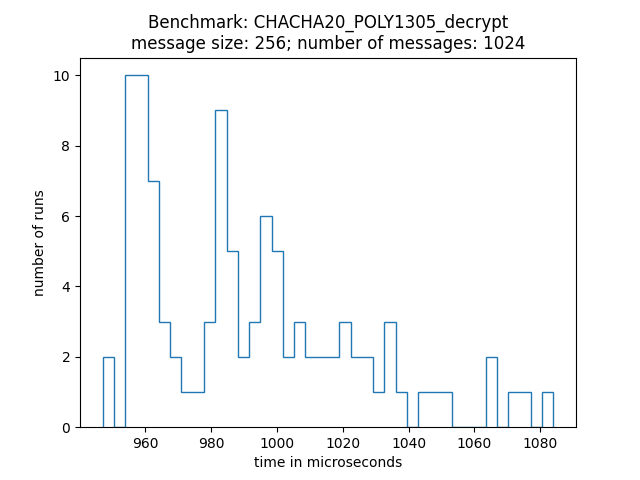 Benchmark: CHACHA20_POLY1305_decrypt
message size: 256; number of messages: 1024
10
8
6
4
2
0
number of runs
960 980 1000 1020 1040 1060 1080
time in microseconds